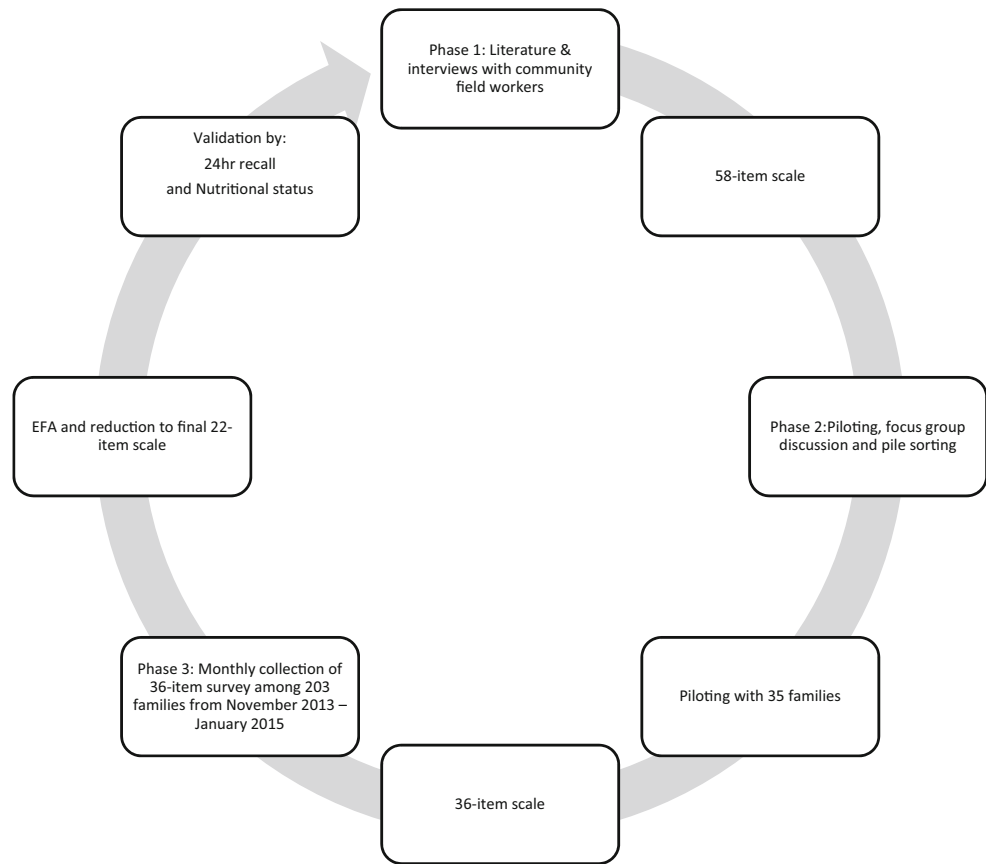 Phase 1: Literature &
interviews with community
field workers
58-item scale
Phase 2:Piloting, focus group
discussion and pile sorting
Piloting with 35 families
36-item scale
Phase 3: Monthly collection of
36-item survey among 203
families from November 2013 –
January 2015
EFA and reduction to final 22-
item scale
Validation by:
24hr recall
and Nutritional status